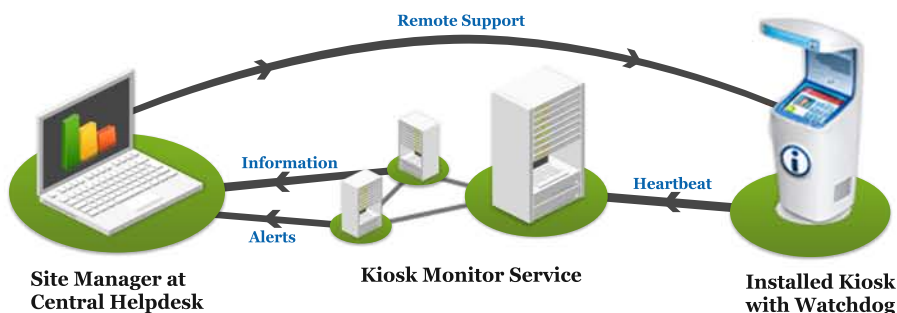 Remote Support
Information
Heartbeat
Alerts
Kiosk Monitor Service
Site Manager at
Central Helpdesk
Installed Kiosk
with Watchdog